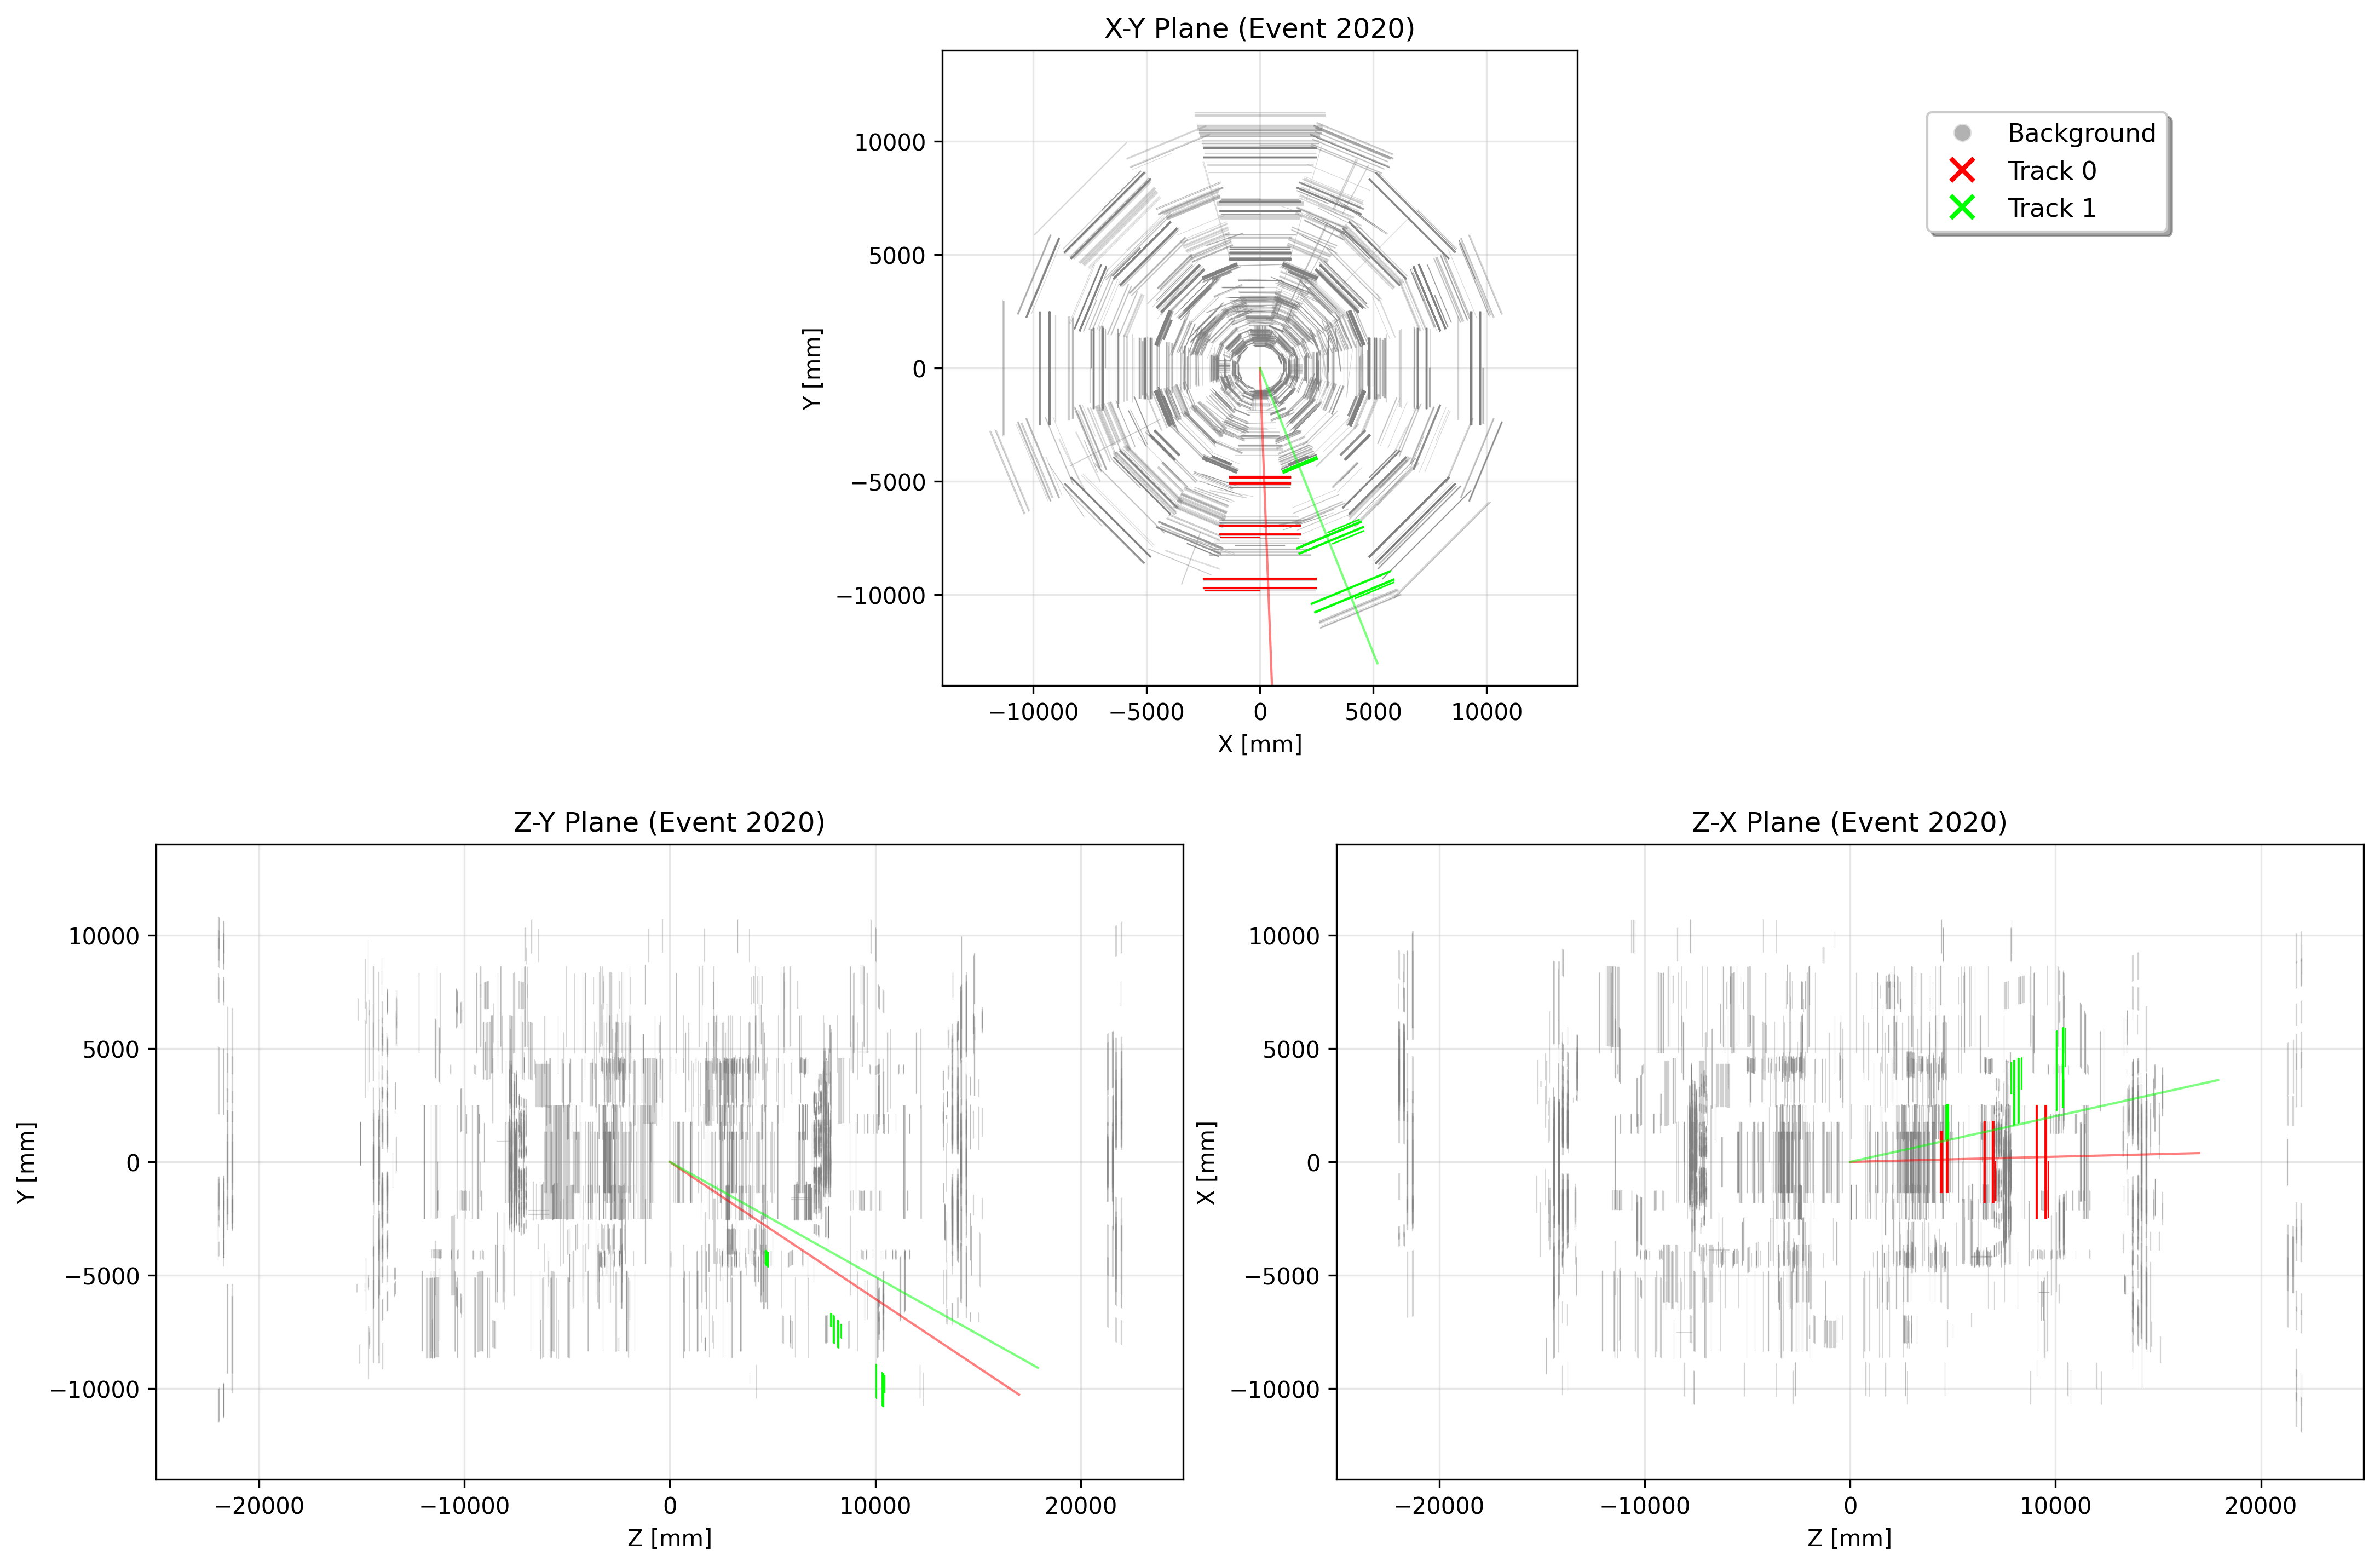 X-Y Plane (Event 2020)
10000
5000
0
−5000
−10000
Y [mm]
−10000 −5000 0 5000 10000
X [mm]
Background
Track 0
Track 1
Z-Y Plane (Event 2020)
10000
5000
0
−5000
−10000
Y [mm]
−20000 −10000 0 10000 20000
Z [mm]
Z-X Plane (Event 2020)
10000
5000
0
−5000
−10000
X [mm]
−20000 −10000 0 10000 20000
Z [mm]